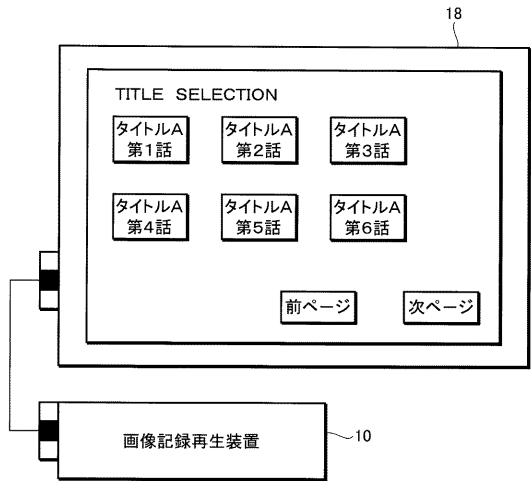 18
TITLE SELECTION
タイトルA
第1話
タイトルA
第2話
タイトルA
第3話
タイトルA
第4話
タイトルA
第5話
タイトルA
第6話
前ページ
次ページ
画像記録再生装置
10